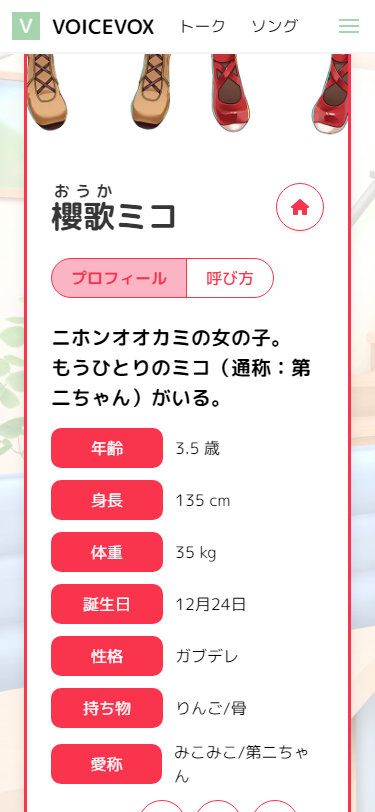 V VOICEVOX トーク ソング
おうか
櫻歌ミコ
プロフィール 呼び方
ニホンオオカミの女の子。
もうひとりのミコ（通称：第
二ちゃん）がいる。
年齢 3.5 歳
身長 135 cm
体重 35 kg
誕生日 12月24日
性格 ガブデレ
持ち物 りんご/骨
愛称 みこみこ/第二ちゃ
ん